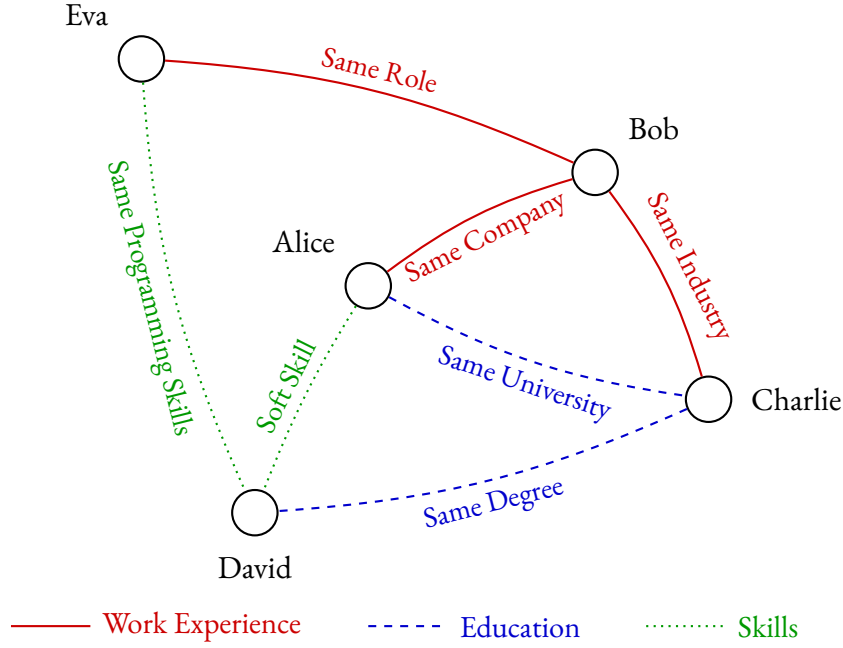 Eva
Same Role
Bob
Same Programming Skills
Same Company
Same Industry
Alice
Soft Skill
Same University
Charlie
Same Degree
David
Work Experience
Education
Skills